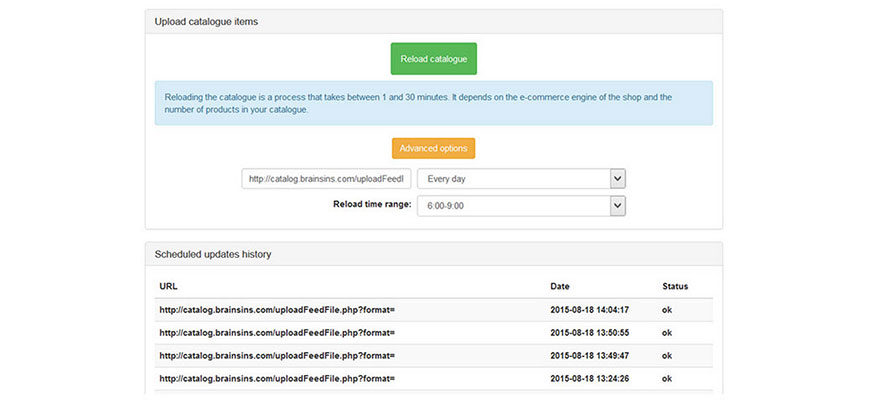 Upload catalogue items
Reload catalogue
Reloading the catalogue is a process that takes between 1 and 30 minutes. It depends on the e-commerce engine of the shop and the
number of products in your catalogue.
Advanced options
http://catalog.brainsins.com/uploadFeedl Every day
Reload time range: 6:00-9:00
Scheduled updates history
URL Date Status
http://catalog.brainsins.com/uploadFeedFile.php?format= 2015-08-18 14:04:17 ok
http://catalog.brainsins.com/uploadFeedFile.php?format= 2015-08-18 13:50:55 ok
http://catalog.brainsins.com/uploadFeedFile.php?format= 2015-08-18 13:49:47 ok
http://catalog.brainsins.com/uploadFeedFile.php?format= 2015-08-18 13:24:26 ok